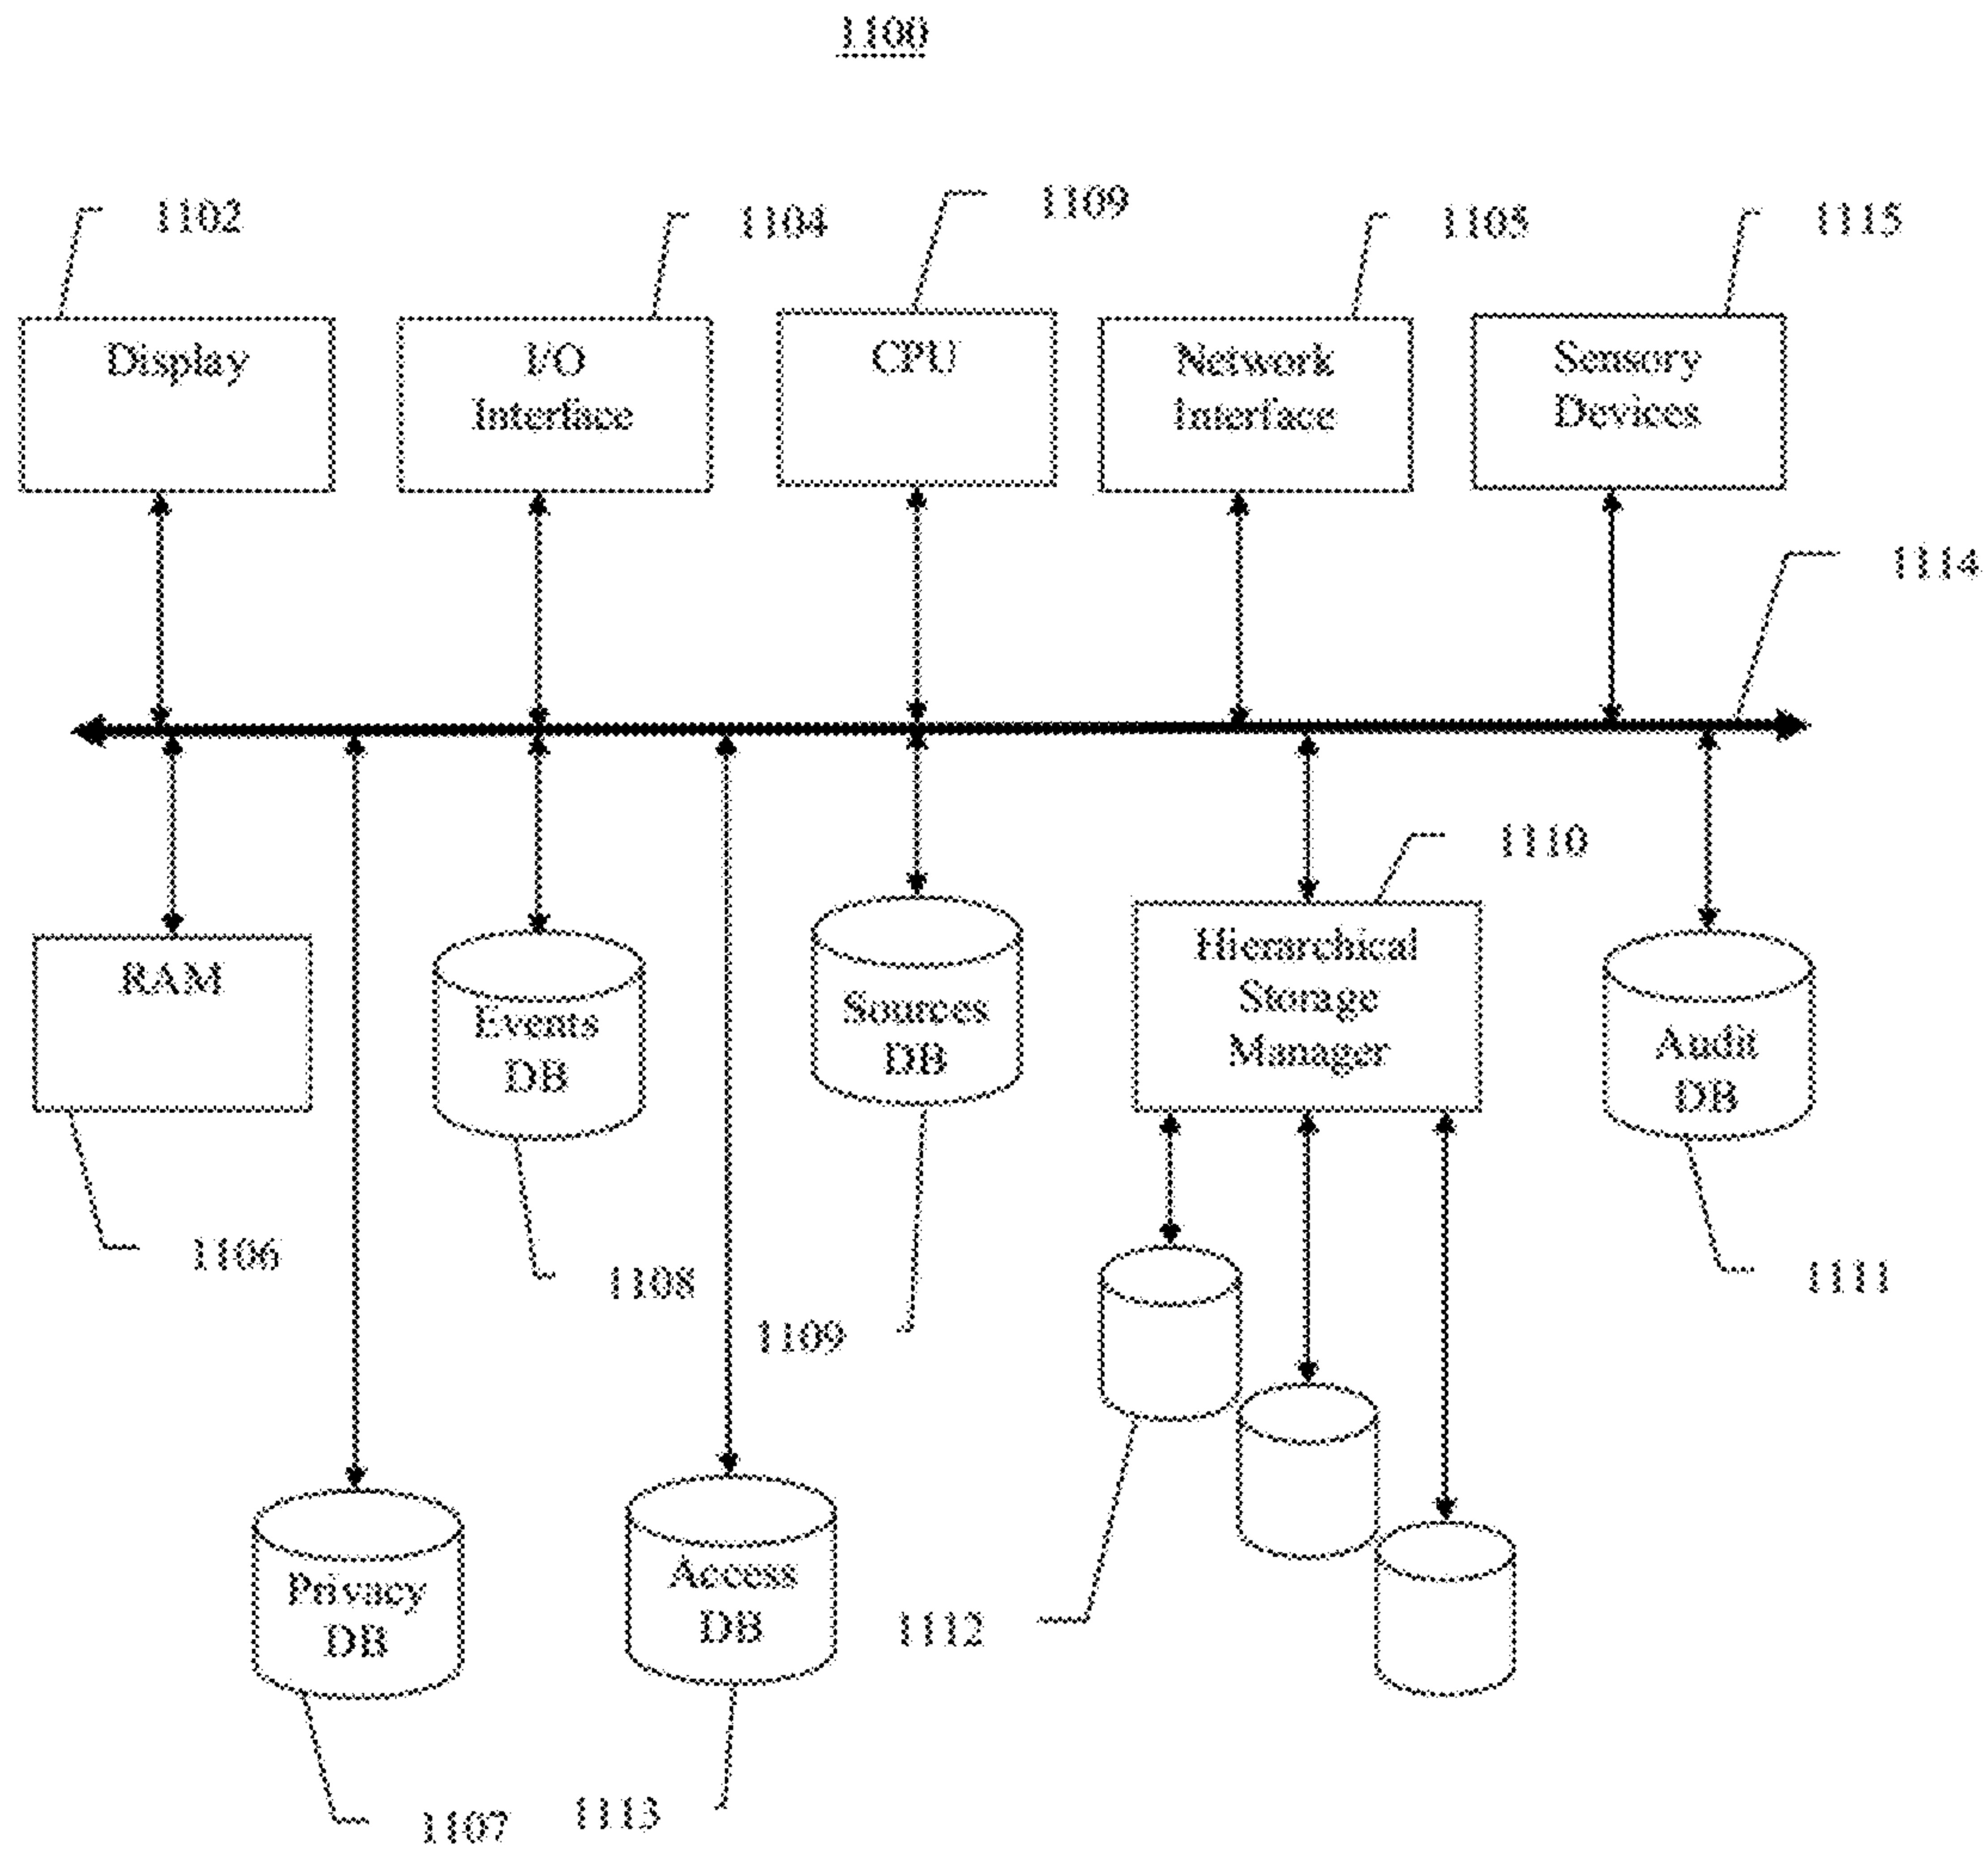 1100
1102
1104
1109
1105
1115
Display
I/O
Interface
CPU
Network
Interface
Sensory
Devices
1114
1110
RAM
Events
DB
Sources
DB
Hierarchical
Storage
Manager
Audit
DB
1106
1108
1109
1111
Privacy
DB
Access
DB
1112
1107
1113